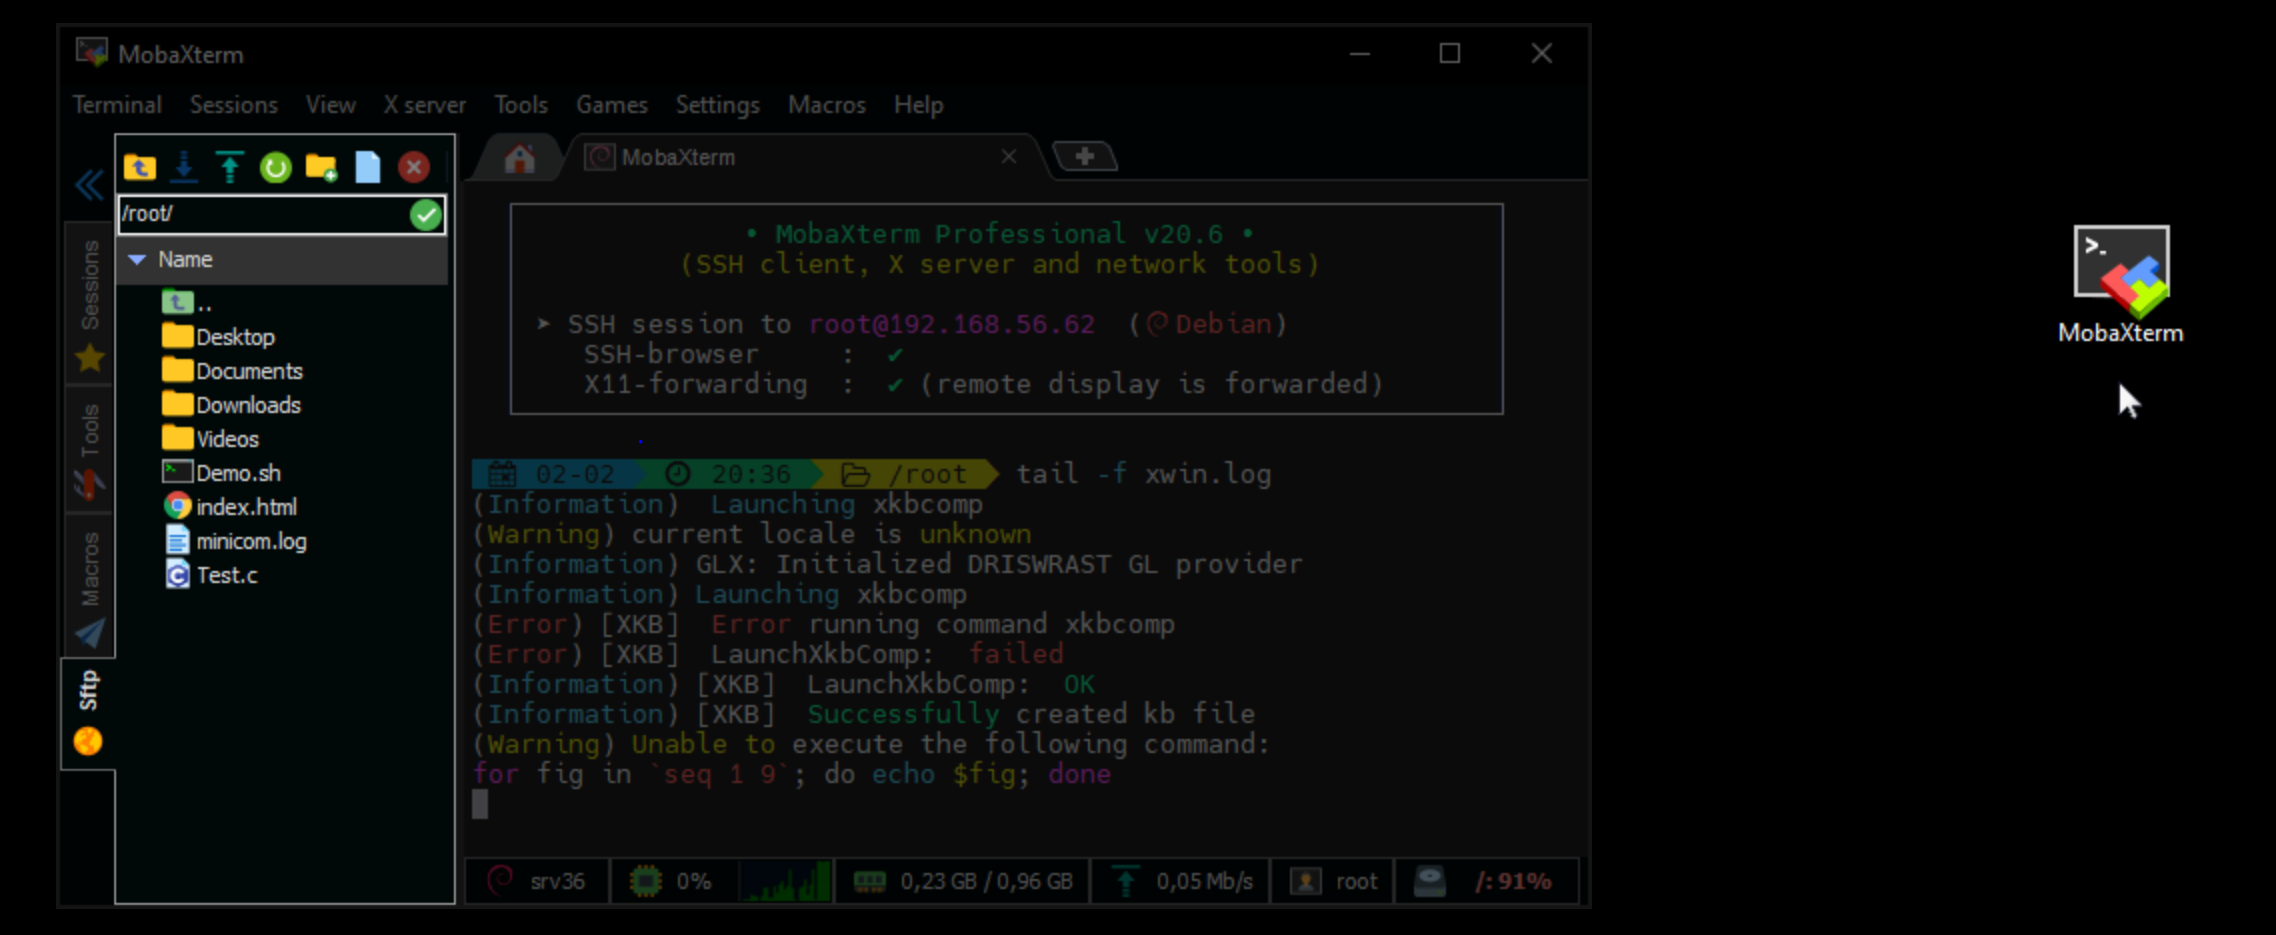 MobaXterm
Terminal Sessions View X server Tools Games Settings Macros Help
MobaXterm
/root/
Name
..
Desktop
Documents
Downloads
Videos
Demo.sh
index.html
minicom.log
Test.c
Sessions
Tools
Macros
Sftp
• MobaXterm Professional v20.6 •
(SSH client, X server and network tools)
➤ SSH session to root@192.168.56.62 (Debian)
SSH-browser : ✔
X11-forwarding : ✔ (remote display is forwarded)
02-02 20:36 /root tail -f xwin.log
(Information) Launching xkbcomp
(Warning) current locale is unknown
(Information) GLX: Initialized DRISWRAST GL provider
(Information) Launching xkbcomp
(Error) [XKB] Error running command xkbcomp
(Error) [XKB] LaunchXkbComp: failed
(Information) [XKB] LaunchXkbComp: OK
(Information) [XKB] Successfully created kb file
(Warning) Unable to execute the following command:
for fig in `seq 1 9`; do echo $fig; done
srv36 0% 0,23 GB / 0,96 GB 0,05 Mb/s root /: 91%
>.
MobaXterm